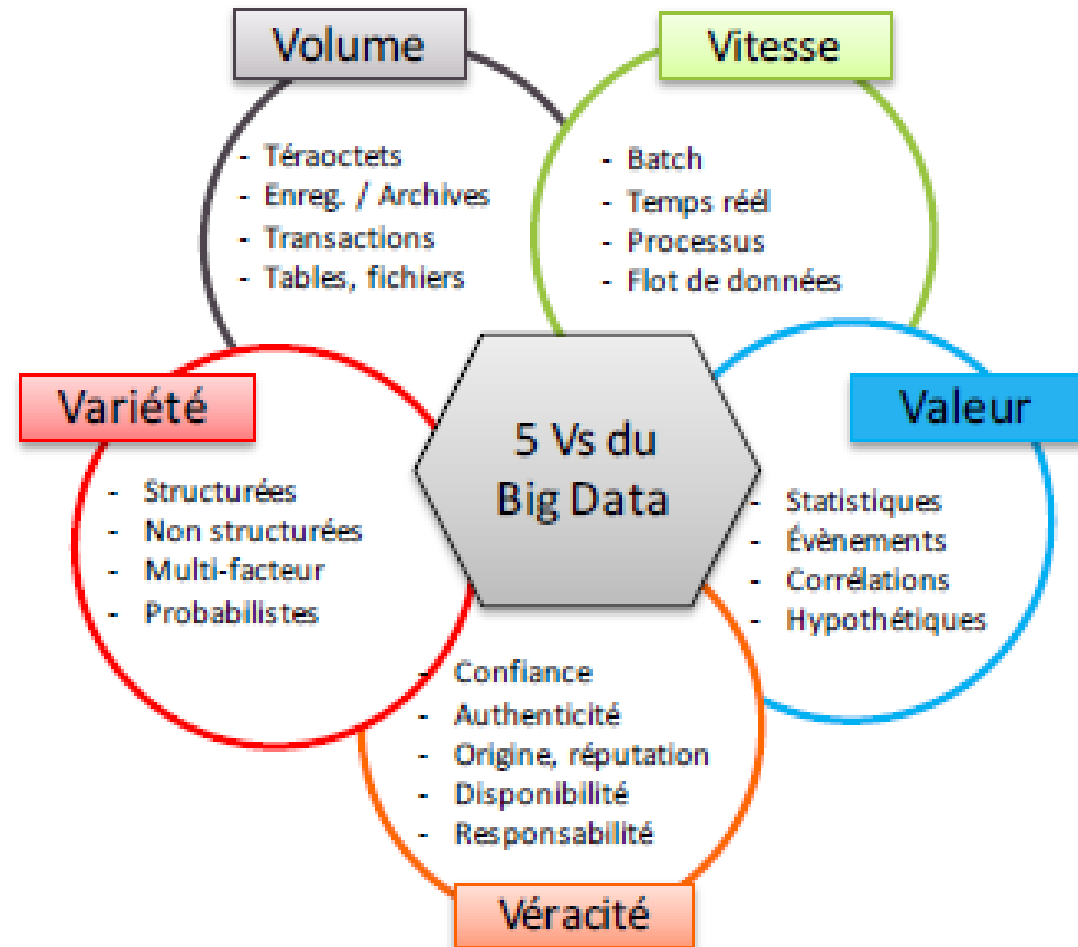 Volume
- Téraoctets
- Enreg. / Archives
- Transactions
- Tables, fichiers
Vitesse
- Batch
- Temps réél
- Processus
- Flot de données
Variété
- Structurées
- Non structurées
- Multi-facteur
- Probabilistes
5 Vs du
Big Data
Valeur
- Statistiques
- Évènements
- Corrélations
- Hypothétiques
- Confiance
- Authenticité
- Origine, réputation
- Disponibilité
- Responsabilité
Véracité